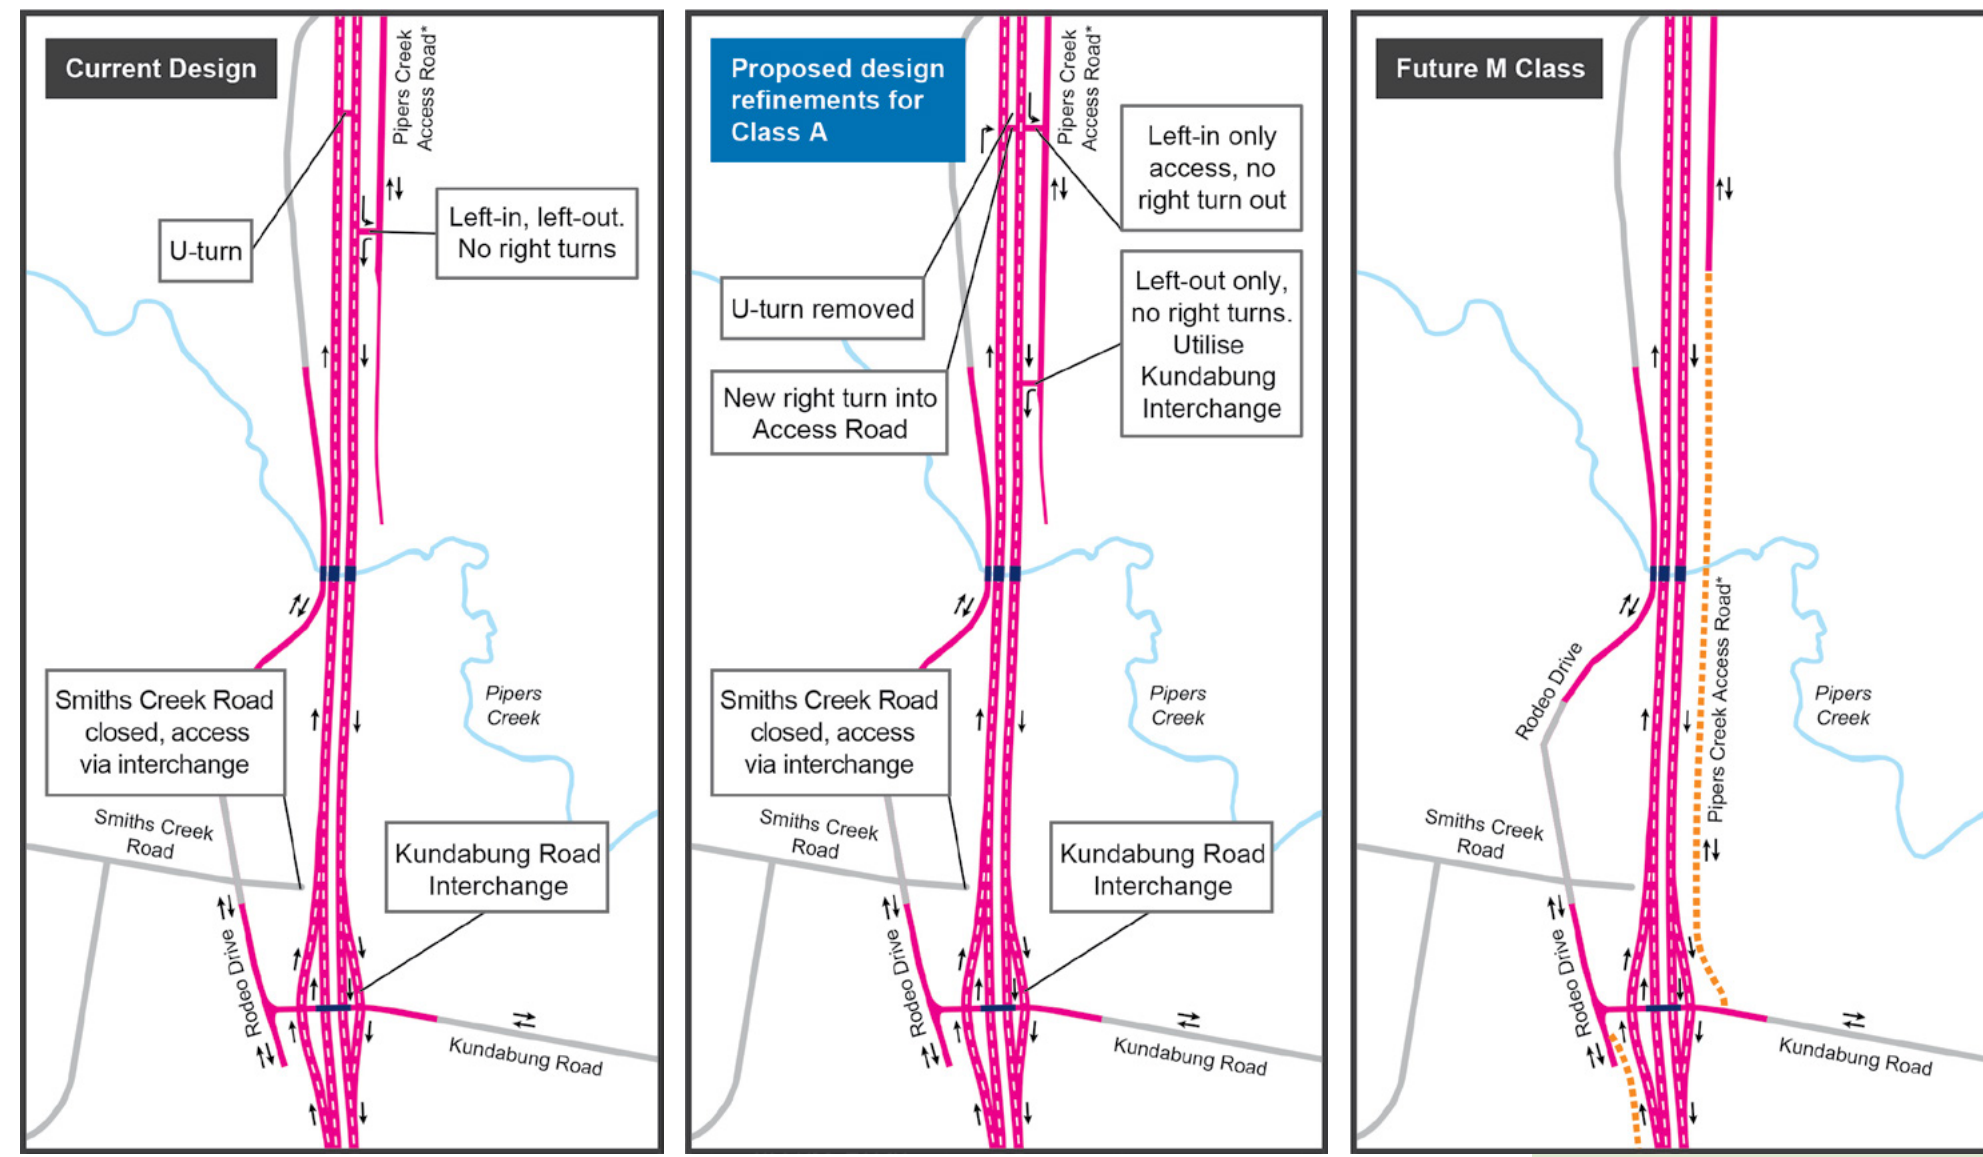 Current Design
Pipers Creek
Access Road*
U-turn
Left-in, left-out.
No right turns
Smiths Creek Road
closed, access
via interchange
Pipers
Creek
Smiths Creek
Road
Kundabung Road
Interchange
Rodeo Drive
Kundabung Road
Proposed design
refinements for
Class A
Pipers Creek
Access Road*
Left-in only
access, no
right turn out
U-turn removed
Left-out only,
no right turns.
Utilise
Kundabung
Interchange
New right turn into
Access Road
Smiths Creek Road
closed, access
via interchange
Pipers
Creek
Smiths Creek
Road
Kundabung Road
Interchange
Rodeo Drive
Kundabung Road
Future M Class
Rodeo Drive
Pipers Creek Access Road*
Pipers
Creek
Smiths Creek
Road
Rodeo Drive
Kundabung Road